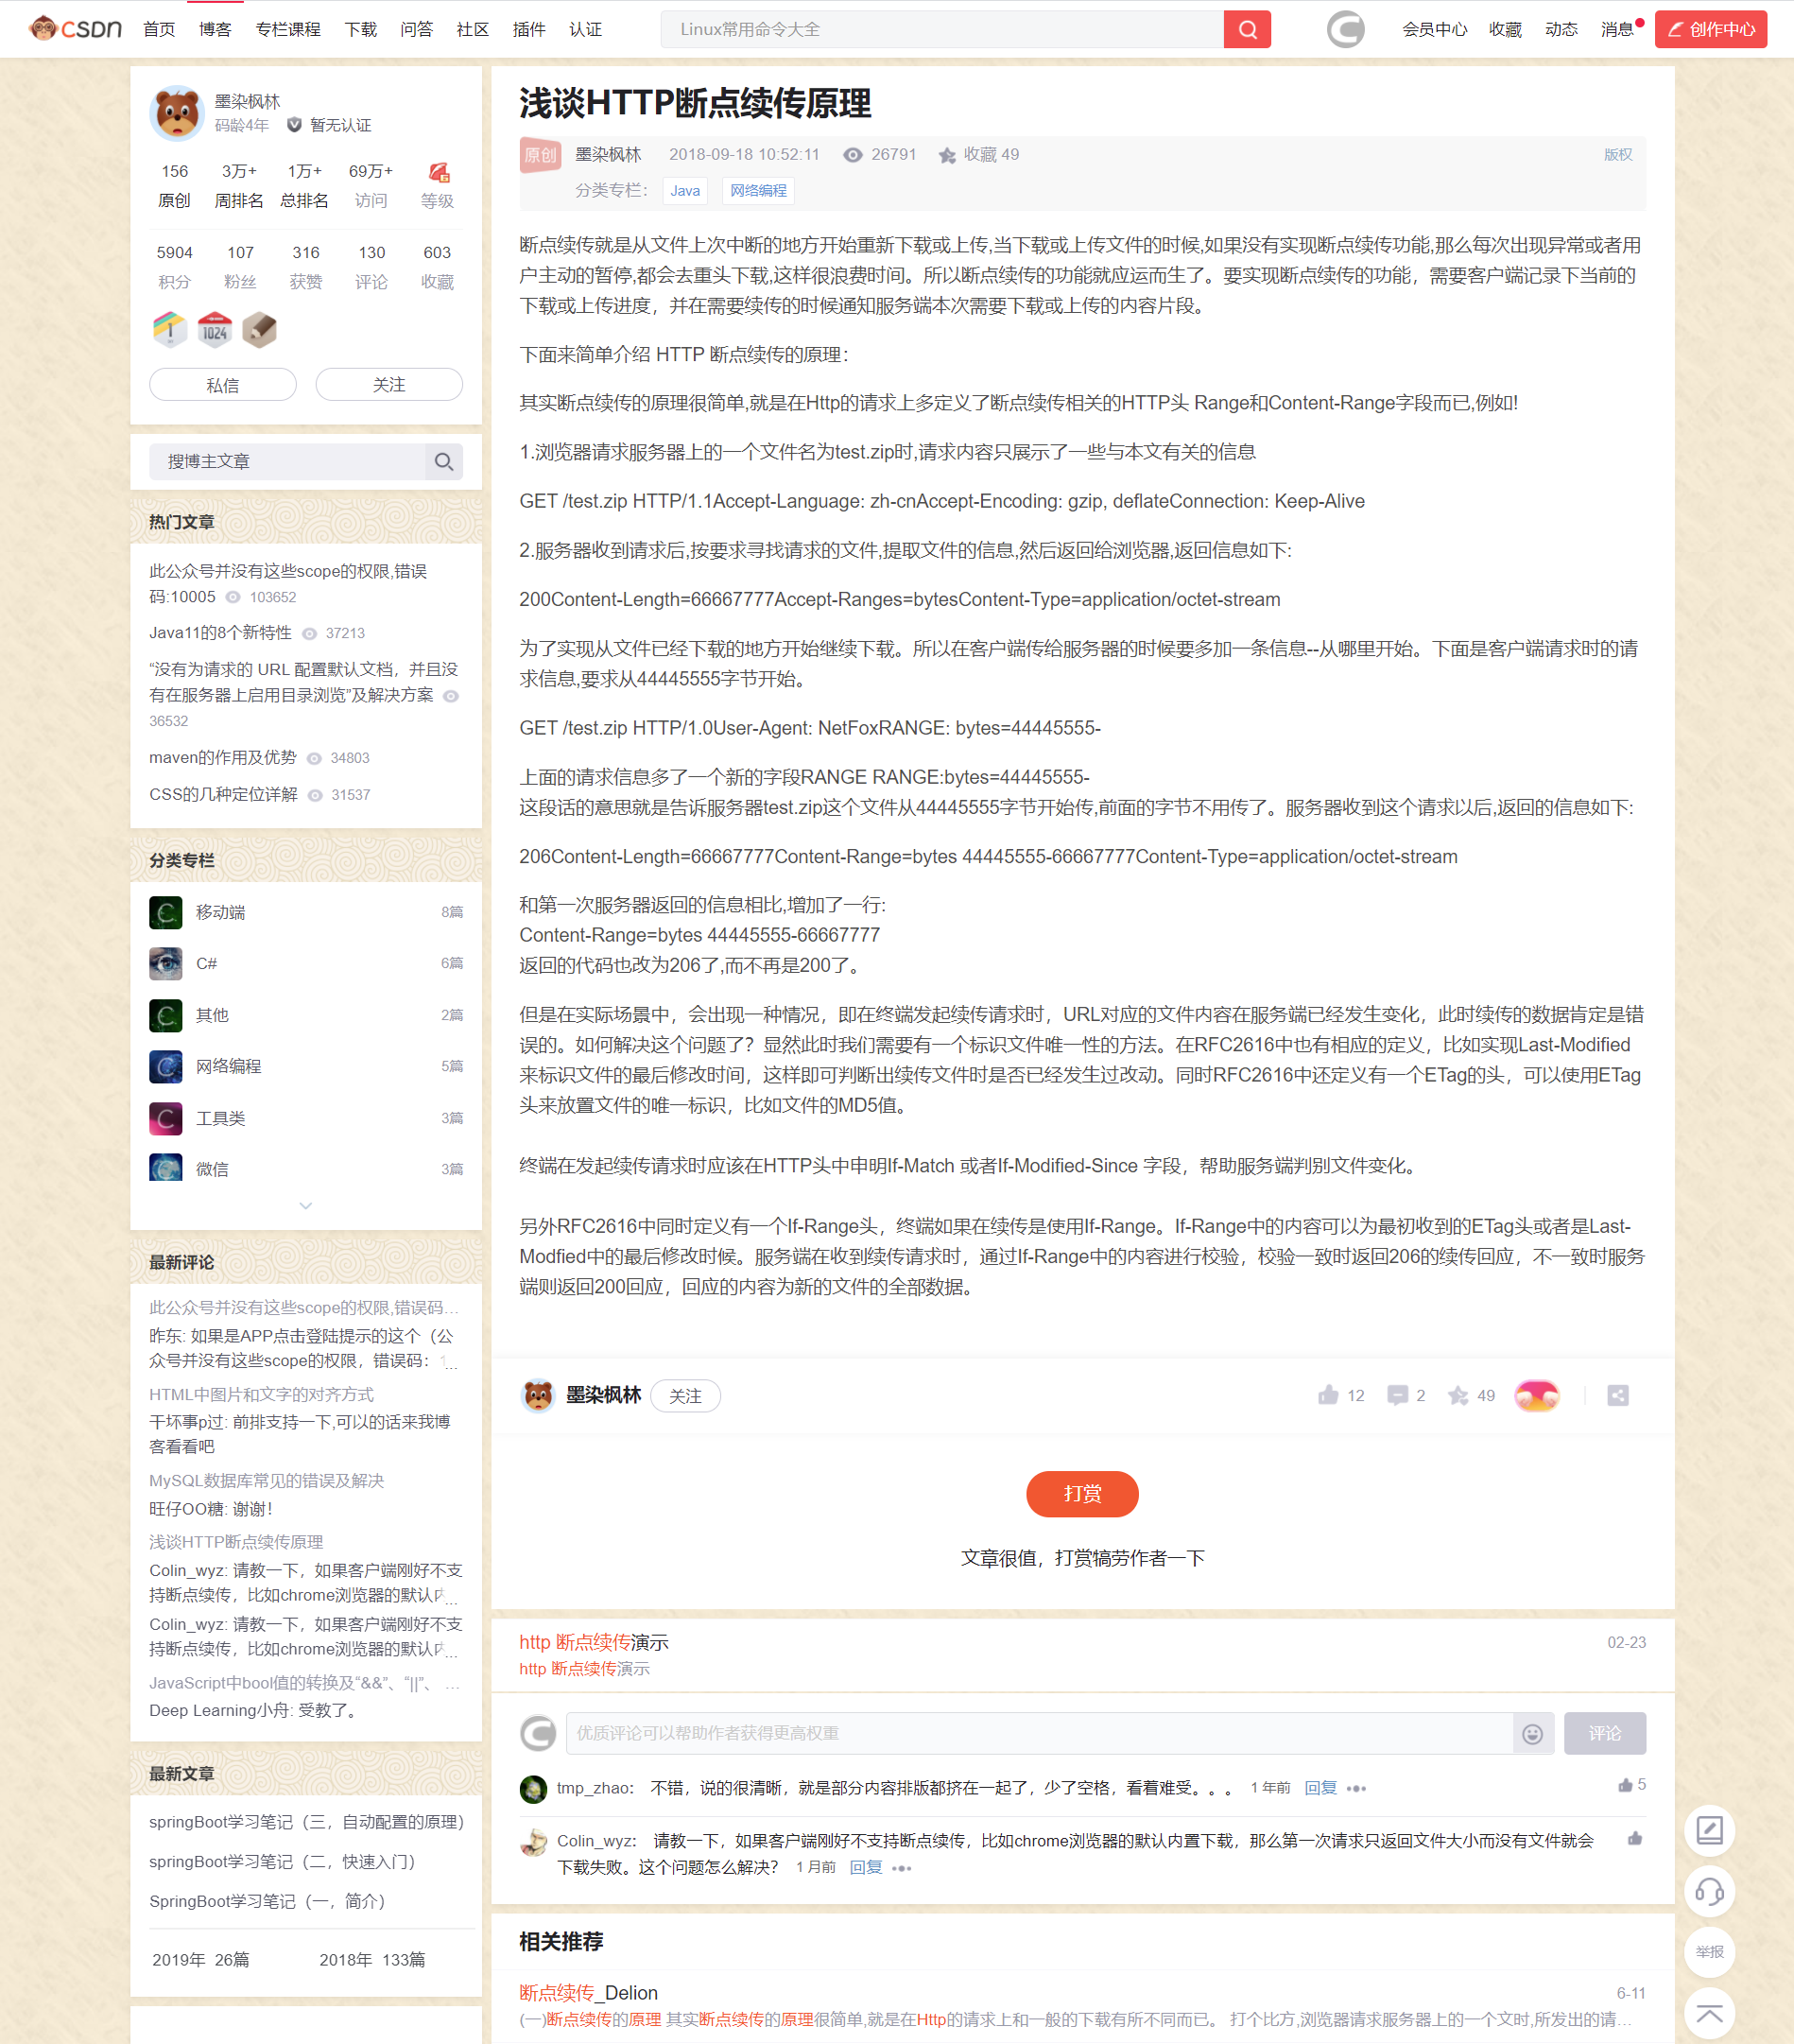 CSDN 首页 博客 专栏课程 下载 问答 社区 插件 认证 Linux常用命令大全 会员中心 收藏 动态 消息 创作中心
墨染枫林
码龄4年 暂无认证
156 3万+ 1万+ 69万+
原创 周排名 总排名 访问 等级
5904 107 316 130 603
积分 粉丝 获赞 评论 收藏
1024
私信 关注
搜博主文章
热门文章
此公众号并没有这些scope的权限,错误
码:10005 103652
Java11的8个新特性 37213
“没有为请求的 URL 配置默认文档，并且没
有在服务器上启用目录浏览”及解决方案
36532
maven的作用及优势 34803
CSS的几种定位详解 31537
分类专栏
移动端 8篇
C# 6篇
其他 2篇
网络编程 5篇
工具类 3篇
微信 3篇
最新评论
此公众号并没有这些scope的权限,错误码...
昨东: 如果是APP点击登陆提示的这个（公
众号并没有这些scope的权限，错误码： ...
HTML中图片和文字的对齐方式
干坏事p过: 前排支持一下,可以的话来我博
客看看吧
MySQL数据库常见的错误及解决
旺仔OO糖: 谢谢！
浅谈HTTP断点续传原理
Colin_wyz: 请教一下，如果客户端刚好不支
持断点续传，比如chrome浏览器的默认内...
Colin_wyz: 请教一下，如果客户端刚好不支
持断点续传，比如chrome浏览器的默认内...
JavaScript中bool值的转换及“&&”、“||”、 ...
Deep Learning小舟: 受教了。
最新文章
springBoot学习笔记（三，自动配置的原理）
springBoot学习笔记（二，快速入门）
SpringBoot学习笔记（一，简介）
2019年 26篇 2018年 133篇
浅谈HTTP断点续传原理
原创 墨染枫林 2018-09-18 10:52:11 26791 收藏 49 版权
分类专栏： Java 网络编程
断点续传就是从文件上次中断的地方开始重新下载或上传,当下载或上传文件的时候,如果没有实现断点续传功能,那么每次出现异常或者用
户主动的暂停,都会去重头下载,这样很浪费时间。所以断点续传的功能就应运而生了。要实现断点续传的功能，需要客户端记录下当前的
下载或上传进度，并在需要续传的时候通知服务端本次需要下载或上传的内容片段。
下面来简单介绍 HTTP 断点续传的原理：
其实断点续传的原理很简单,就是在Http的请求上多定义了断点续传相关的HTTP头 Range和Content-Range字段而已,例如!
1.浏览器请求服务器上的一个文件名为test.zip时,请求内容只展示了一些与本文有关的信息
GET /test.zip HTTP/1.1Accept-Language: zh-cnAccept-Encoding: gzip, deflateConnection: Keep-Alive
2.服务器收到请求后,按要求寻找请求的文件,提取文件的信息,然后返回给浏览器,返回信息如下:
200Content-Length=66667777Accept-Ranges=bytesContent-Type=application/octet-stream
为了实现从文件已经下载的地方开始继续下载。所以在客户端传给服务器的时候要多加一条信息--从哪里开始。下面是客户端请求时的请
求信息,要求从44445555字节开始。
GET /test.zip HTTP/1.0User-Agent: NetFoxRANGE: bytes=44445555-
上面的请求信息多了一个新的字段RANGE RANGE:bytes=44445555-
这段话的意思就是告诉服务器test.zip这个文件从44445555字节开始传,前面的字节不用传了。服务器收到这个请求以后,返回的信息如下:
206Content-Length=66667777Content-Range=bytes 44445555-66667777Content-Type=application/octet-stream
和第一次服务器返回的信息相比,增加了一行:
Content-Range=bytes 44445555-66667777
返回的代码也改为206了,而不再是200了。
但是在实际场景中，会出现一种情况，即在终端发起续传请求时，URL对应的文件内容在服务端已经发生变化，此时续传的数据肯定是错
误的。如何解决这个问题了？显然此时我们需要有一个标识文件唯一性的方法。在RFC2616中也有相应的定义，比如实现Last-Modified
来标识文件的最后修改时间，这样即可判断出续传文件时是否已经发生过改动。同时RFC2616中还定义有一个ETag的头，可以使用ETag
头来放置文件的唯一标识，比如文件的MD5值。
终端在发起续传请求时应该在HTTP头中申明If-Match 或者If-Modified-Since 字段，帮助服务端判别文件变化。
另外RFC2616中同时定义有一个If-Range头，终端如果在续传是使用If-Range。If-Range中的内容可以为最初收到的ETag头或者是Last-
Modfied中的最后修改时候。服务端在收到续传请求时，通过If-Range中的内容进行校验，校验一致时返回206的续传回应，不一致时服务
端则返回200回应，回应的内容为新的文件的全部数据。
墨染枫林 关注 12 2 49
打赏
文章很值，打赏犒劳作者一下
http 断点续传演示 02-23
http 断点续传演示
优质评论可以帮助作者获得更高权重 评论
tmp_zhao： 不错，说的很清晰，就是部分内容排版都挤在一起了，少了空格，看着难受。。。 1 年前 回复 5
Colin_wyz： 请教一下，如果客户端刚好不支持断点续传，比如chrome浏览器的默认内置下载，那么第一次请求只返回文件大小而没有文件就会
下载失败。这个问题怎么解决？ 1 月前 回复
相关推荐
断点续传_Delion 6-11
(一)断点续传的原理 其实断点续传的原理很简单,就是在Http的请求上和一般的下载有所不同而已。 打个比方,浏览器请求服务器上的一个文时,所发出的请...
举报